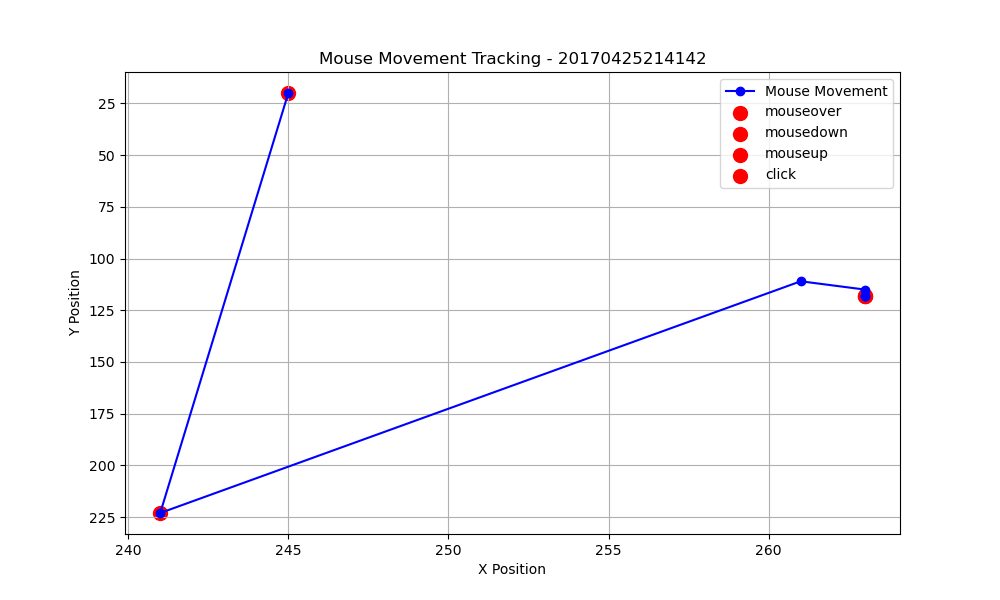 Mouse Movement Tracking - 20170425214142
Mouse Movement
mouseover
mousedown
mouseup
click
25
50
75
100
125
150
175
200
225
Y Position
240 245 250 255 260
X Position